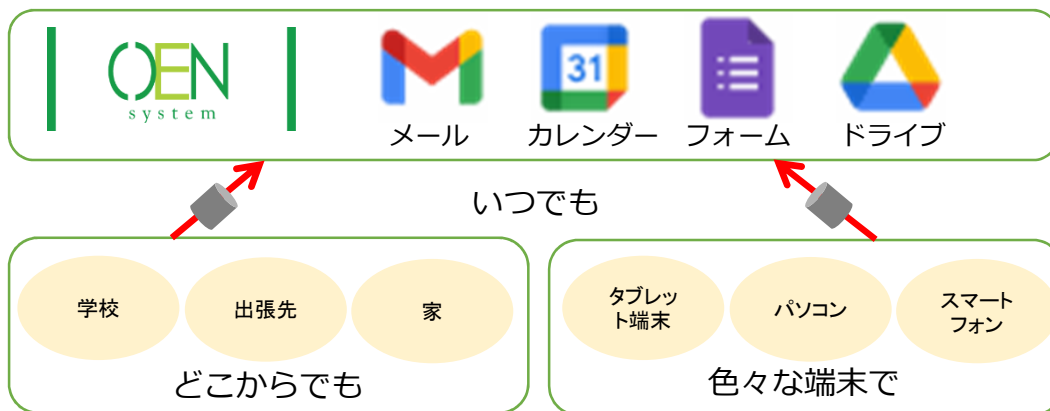 OEN
system
31
メール
カレンダー
フォーム
ドライブ
いつでも
学校
出張先
家
どこからでも
タブレッ
ト端末
パソコン
スマート
フォン
色々な端末で